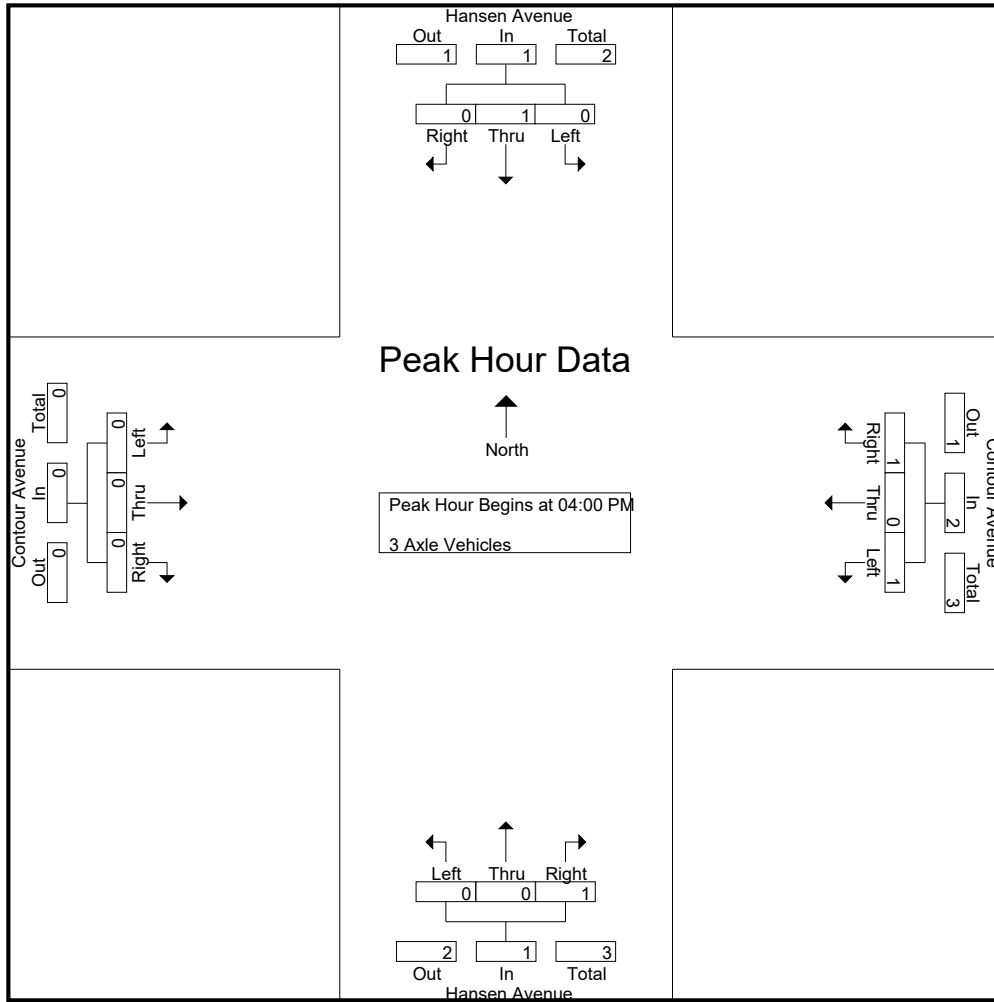 Hansen Avenue
Out In Total
1 1 2
0 1 0
Right Thru Left
Peak Hour Data
North
Peak Hour Begins at 04:00 PM
3 Axle Vehicles
Contour Avenue
Total In Out
0 0 0
0 0 0
Left Thru Right
Right Thru Left
1 0 1
Out In Total
1 2 3
Contour Avenue
Left Thru Right
0 0 1
2 1 3
Out In Total
Hansen Avenue